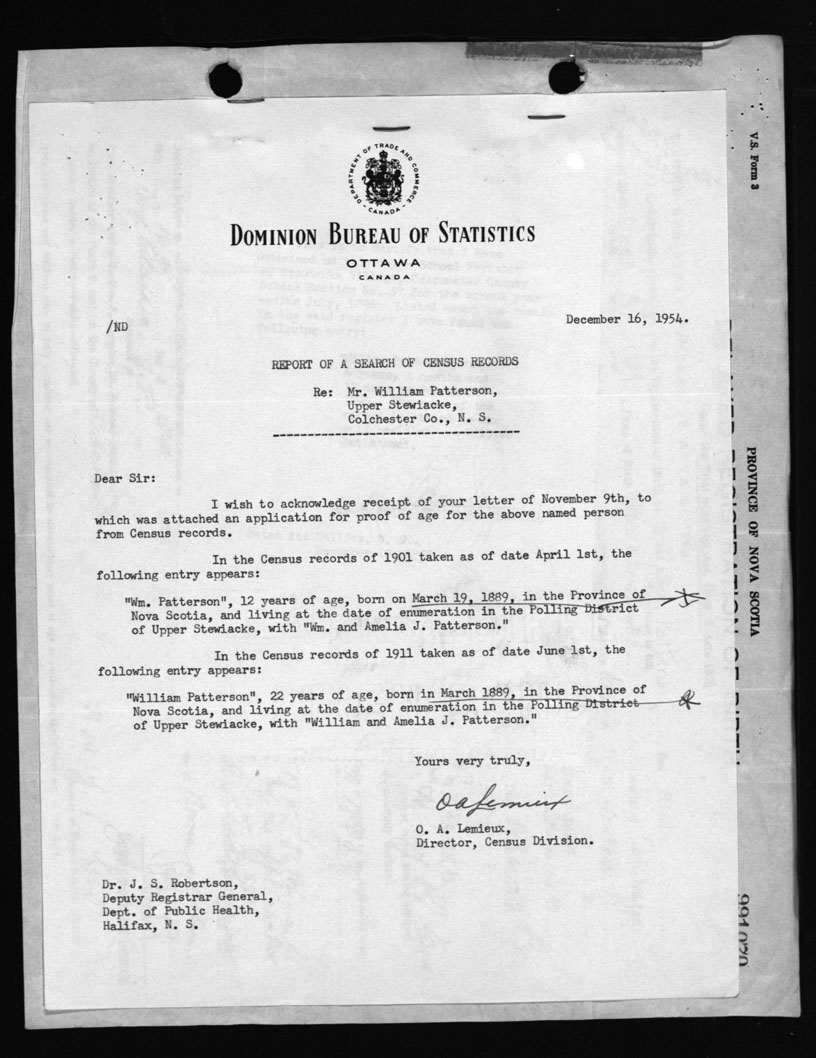 DEPARTMENT OF TRADE AND COMMERCE
- CANADA -
DOMINION BUREAU OF STATISTICS
OTTAWA
CANADA
/ND
December 16, 1954.
REPORT OF A SEARCH OF CENSUS RECORDS
Re: Mr. William Patterson,
Upper Stewiacke,
Colchester Co., N. S.
Dear Sir:
I wish to acknowledge receipt of your letter of November 9th, to
which was attached an application for proof of age for the above named person
from Census records.
In the Census records of 1901 taken as of date April 1st, the
following entry appears:
"Wm. Patterson", 12 years of age, born on March 19, 1889, in the Province of
Nova Scotia, and living at the date of enumeration in the Polling District
of Upper Stewiacke, with "Wm. and Amelia J. Patterson."
In the Census records of 1911 taken as of date June 1st, the
following entry appears:
"William Patterson", 22 years of age, born in March 1889, in the Province of
Nova Scotia, and living at the date of enumeration in the Polling District
of Upper Stewiacke, with "William and Amelia J. Patterson."
Yours very truly,
O A Lemieux
O. A. Lemieux,
Director, Census Division.
Dr. J. S. Robertson,
Deputy Registrar General,
Dept. of Public Health,
Halifax, N. S.
V.S. Form 3
PROVINCE OF NOVA SCOTIA
991070